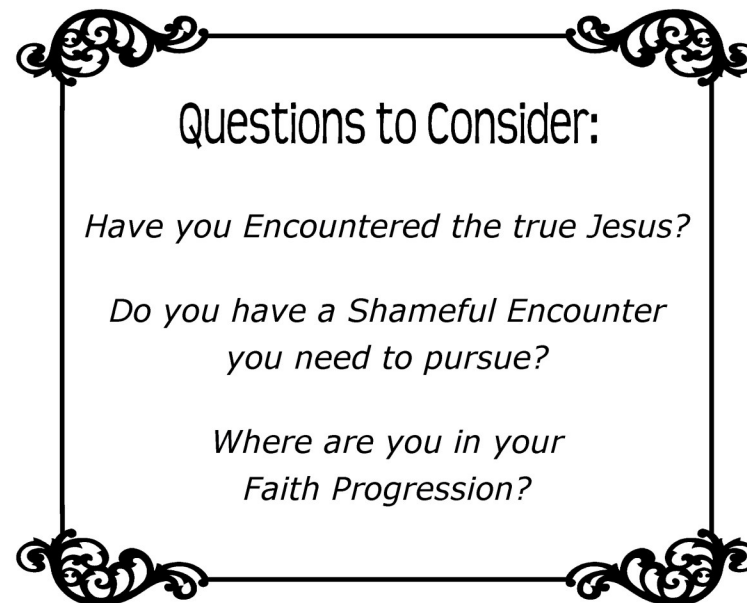 Questions to Consider:
Have you Encountered the true Jesus?
Do you have a Shameful Encounter
you need to pursue?
Where are you in your
Faith Progression?